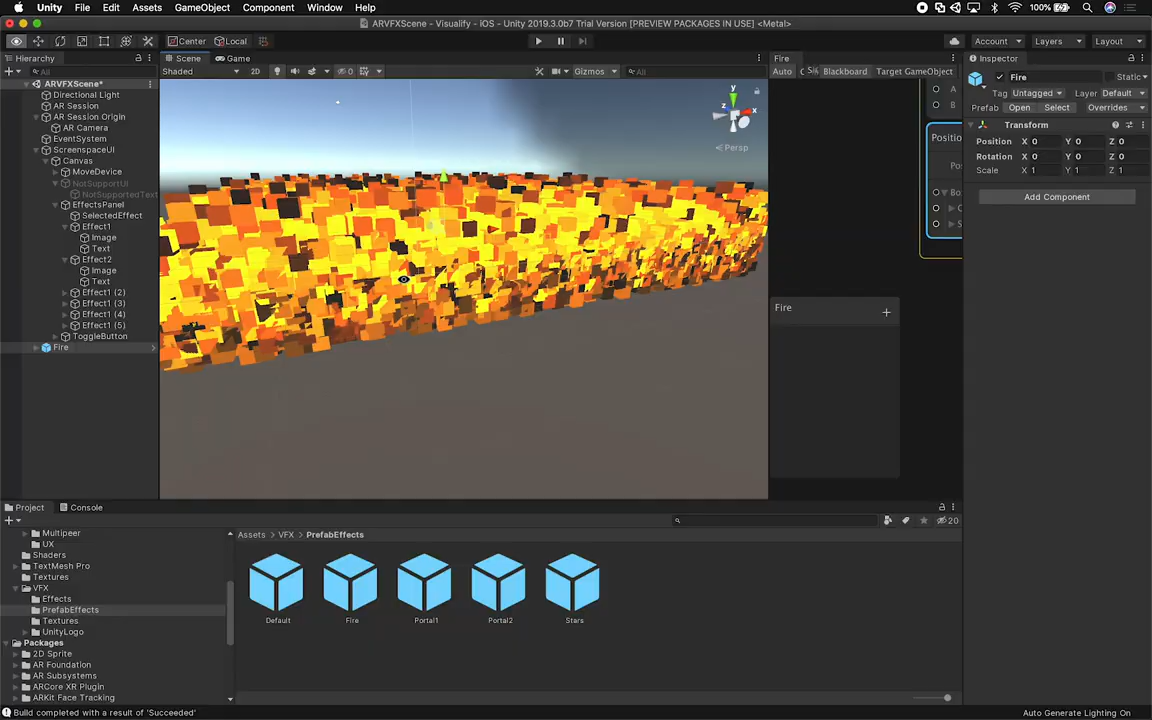 Unity File Edit Assets GameObject Component Window Help 100%
ARVFXScene - Visualify - iOS - Unity 2019.3.0b7 Trial Version [PREVIEW PACKAGES IN USE] <Metal>
Center Local Account Layers Layout
Hierarchy Scene Game Fire Inspector
All Shaded 2D 0 Gizmos All Auto Blackboard Target GameObject Fire Static
ARVFXScene*
Directional Light
AR Session
AR Session Origin
AR Camera
EventSystem
ScreenspaceUI
Canvas
MoveDevice
NotSupportUI
NotSupportedText
EffectsPanel
SelectedEffect
Effect1
Image
Text
Effect2
Image
Text
Effect1 (2)
Effect1 (3)
Effect1 (4)
Effect1 (5)
ToggleButton
Fire
y
x
z
Persp
A
B
Positio
Fire
Tag Untagged Layer Default
Prefab Open Select Overrides
Transform
Position X 0 Y 0 Z 0
Rotation X 0 Y 0 Z 0
Scale X 1 Y 1 Z 1
Add Component
Project Console
20
Multipeer
UX
Shaders
TextMesh Pro
Textures
VFX
Effects
PrefabEffects
Textures
UnityLogo
Packages
2D Sprite
AR Foundation
AR Subsystems
ARCore XR Plugin
ARKit Face Tracking
Assets > VFX > PrefabEffects
Default Fire Portal1 Portal2 Stars
Build completed with a result of 'Succeeded' Auto Generate Lighting On